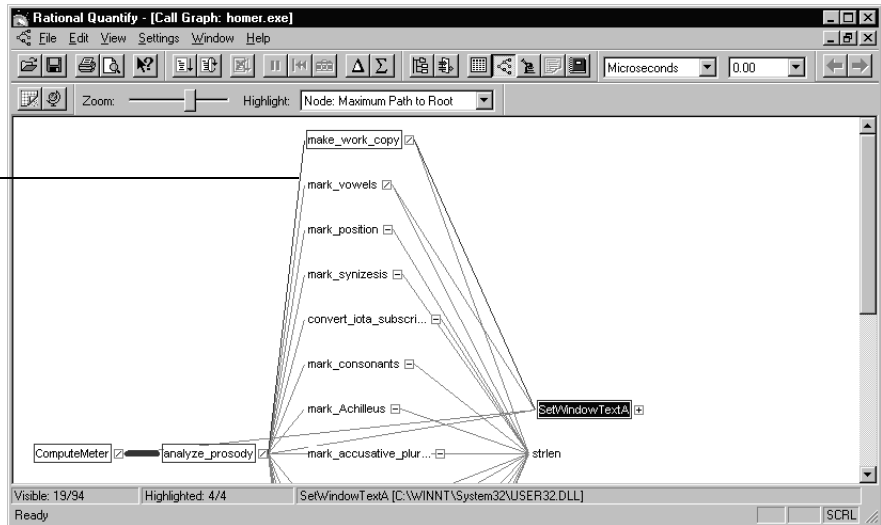 Rational Quantify - [Call Graph: homer.exe]
File Edit View Settings Window Help
Microseconds 0.00
Zoom: Highlight: Node: Maximum Path to Root
make_work_copy
mark_vowels
mark_position
mark_synizesis
convert_iota_subscri...
mark_consonants
mark_Achilleus
SetWindowTextA
ComputeMeter analyze_prosody mark_accusative_plur... strlen
Visible: 19/94 Highlighted: 4/4 SetWindowTextA [C:\WINNT\System32\USER32.DLL]
Ready SCRL